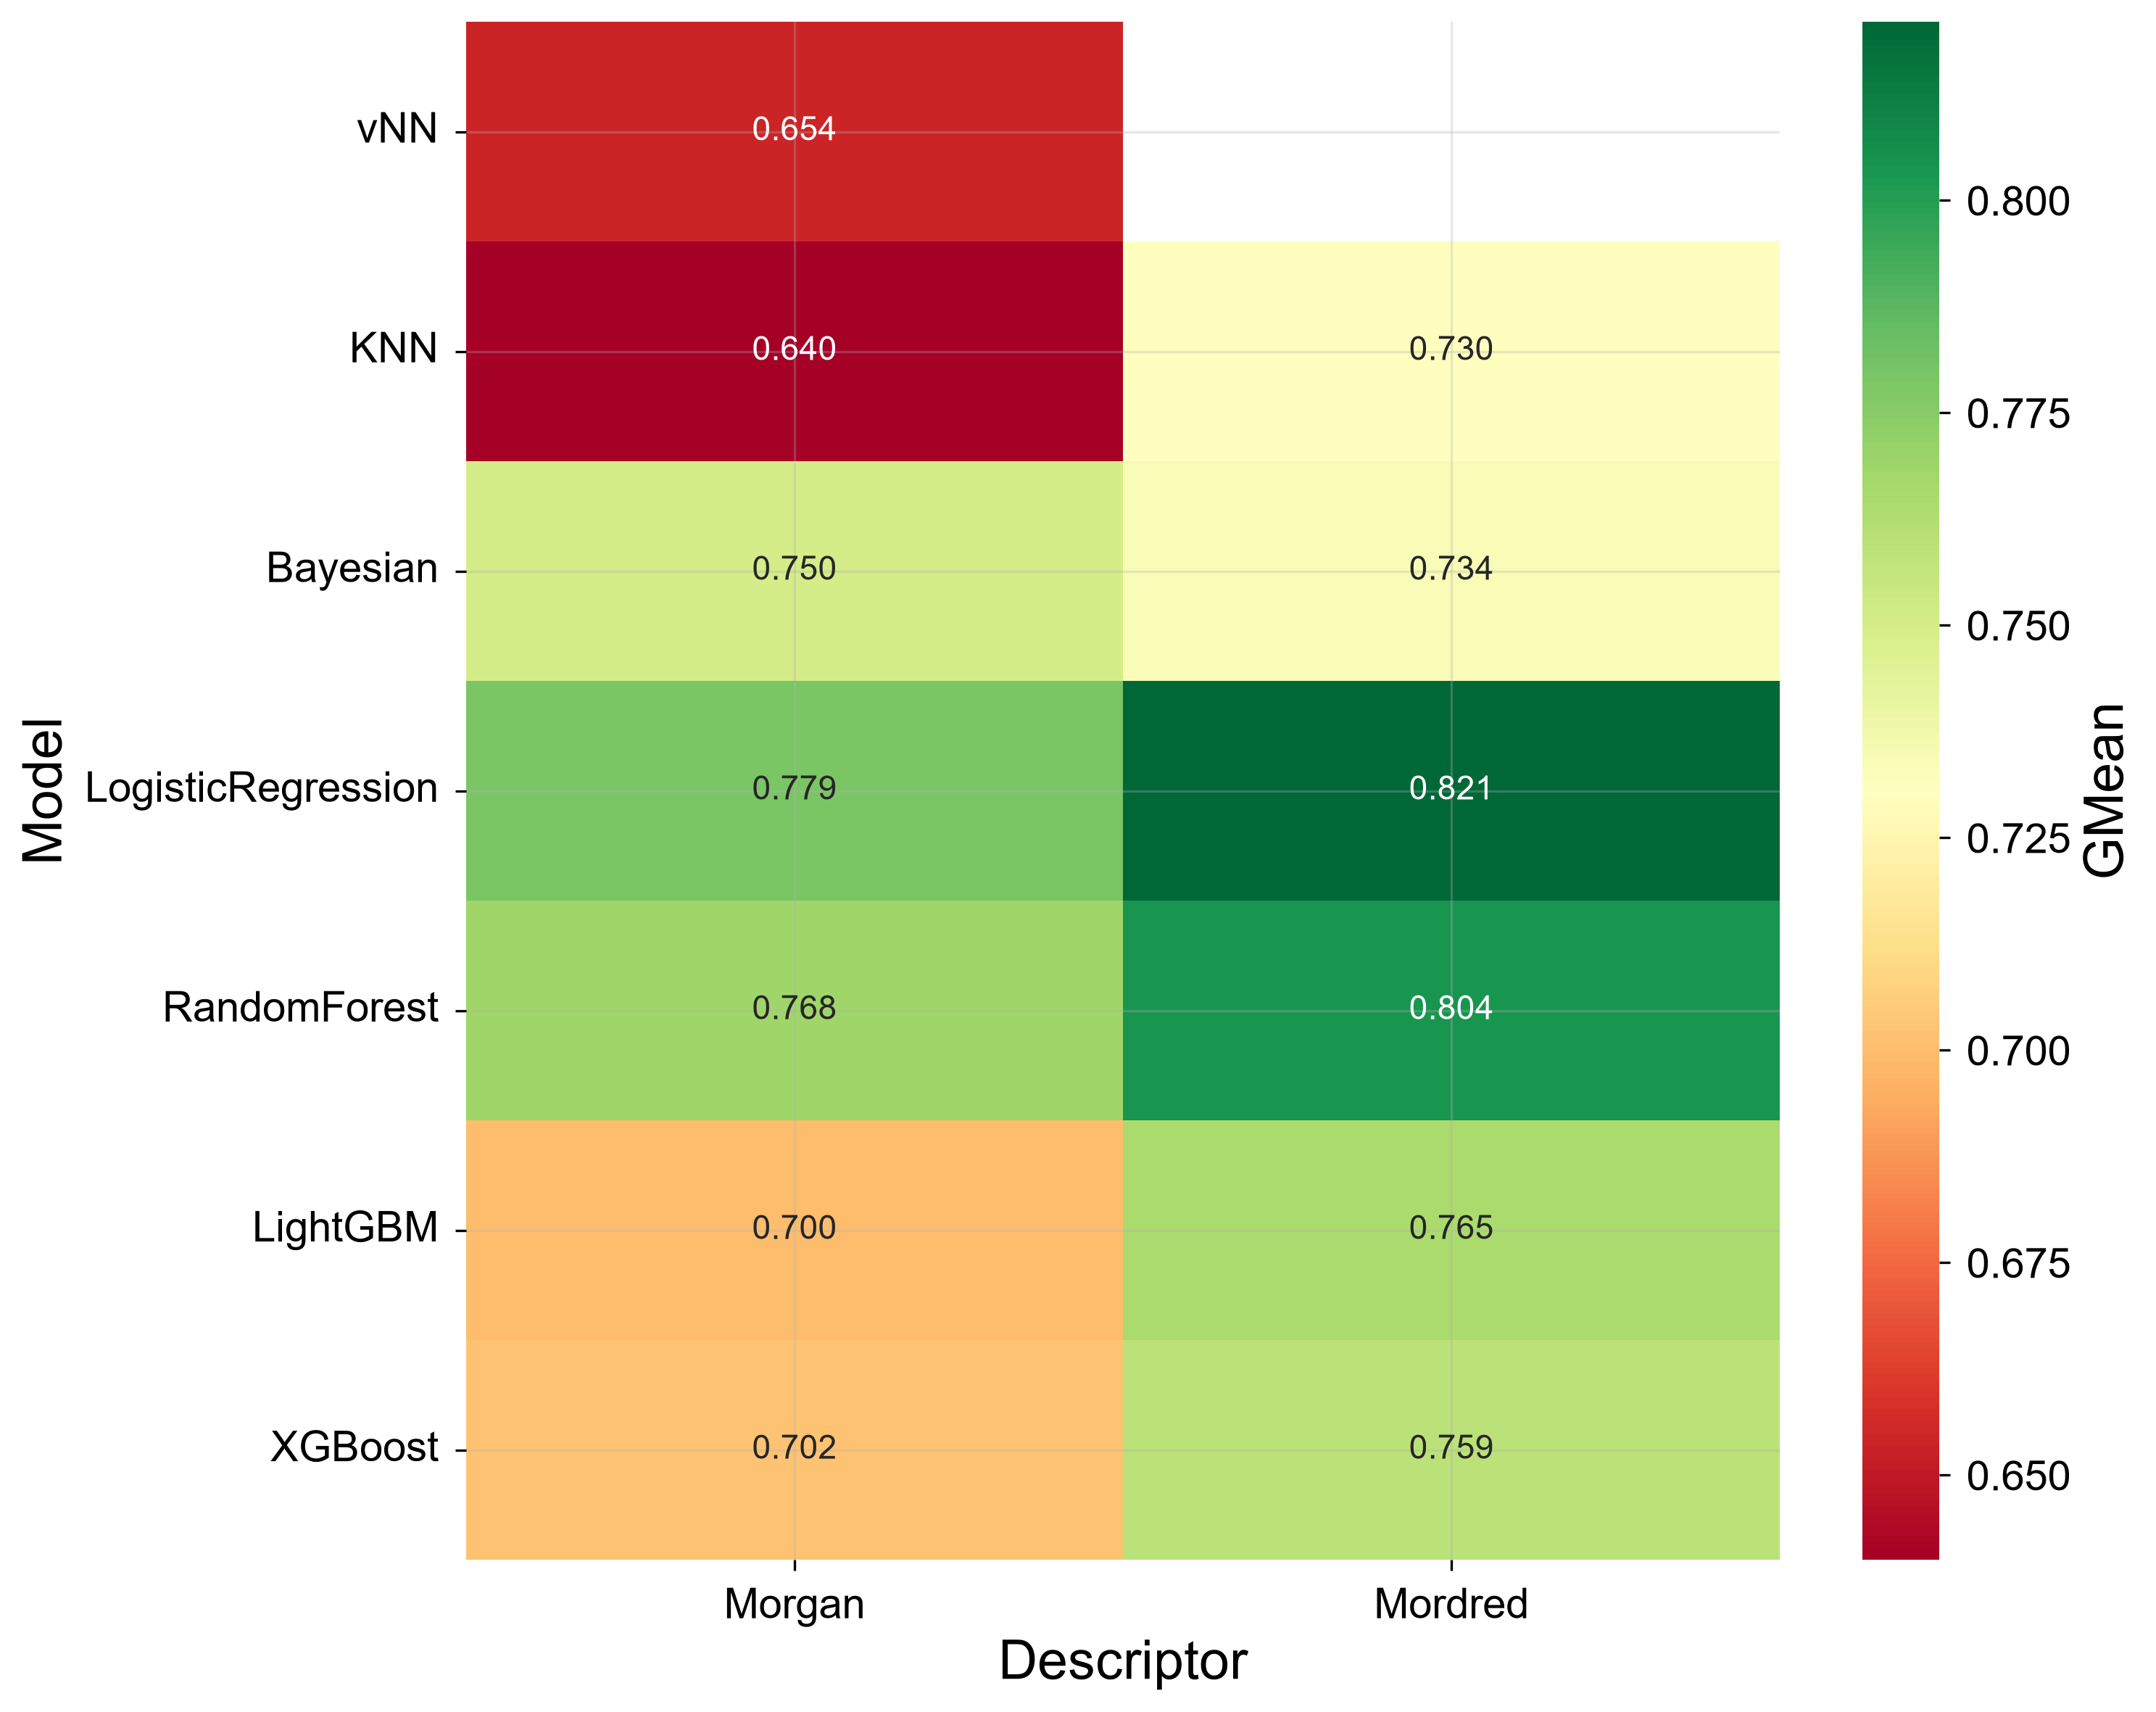 vNN
0.654
KNN
0.640
0.730
Bayesian
0.750
0.734
LogisticRegression
0.779
0.821
RandomForest
0.768
0.804
LightGBM
0.700
0.765
XGBoost
0.702
0.759
Morgan
Mordred
Descriptor
Model
0.800
0.775
0.750
0.725
0.700
0.675
0.650
GMean